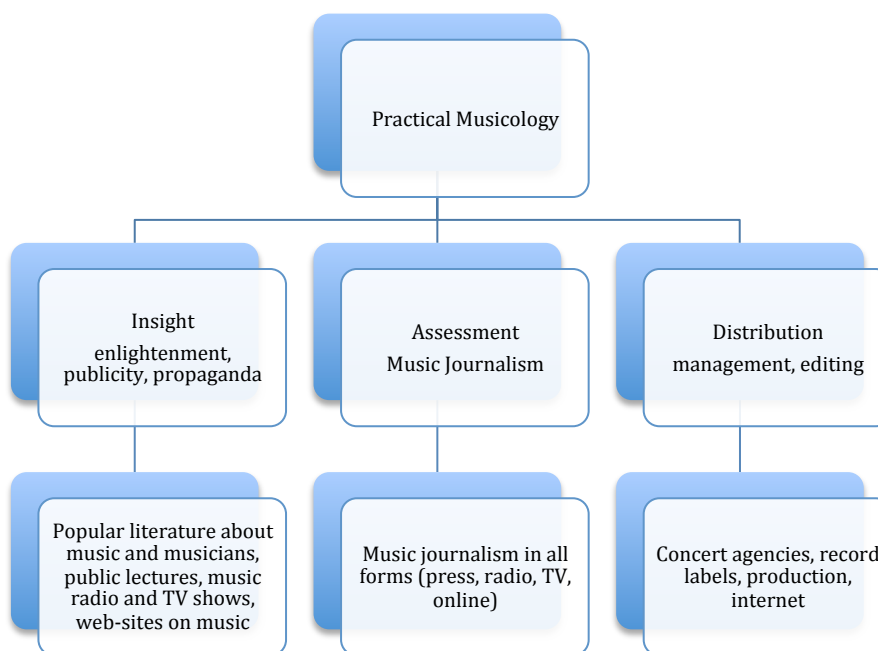 Practical Musicology
Insight
enlightenment,
publicity, propaganda
Assessment
Music Journalism
Distribution
management, editing
Popular literature about
music and musicians,
public lectures, music
radio and TV shows,
web-sites on music
Music journalism in all
forms (press, radio, TV,
online)
Concert agencies, record
labels, production,
internet